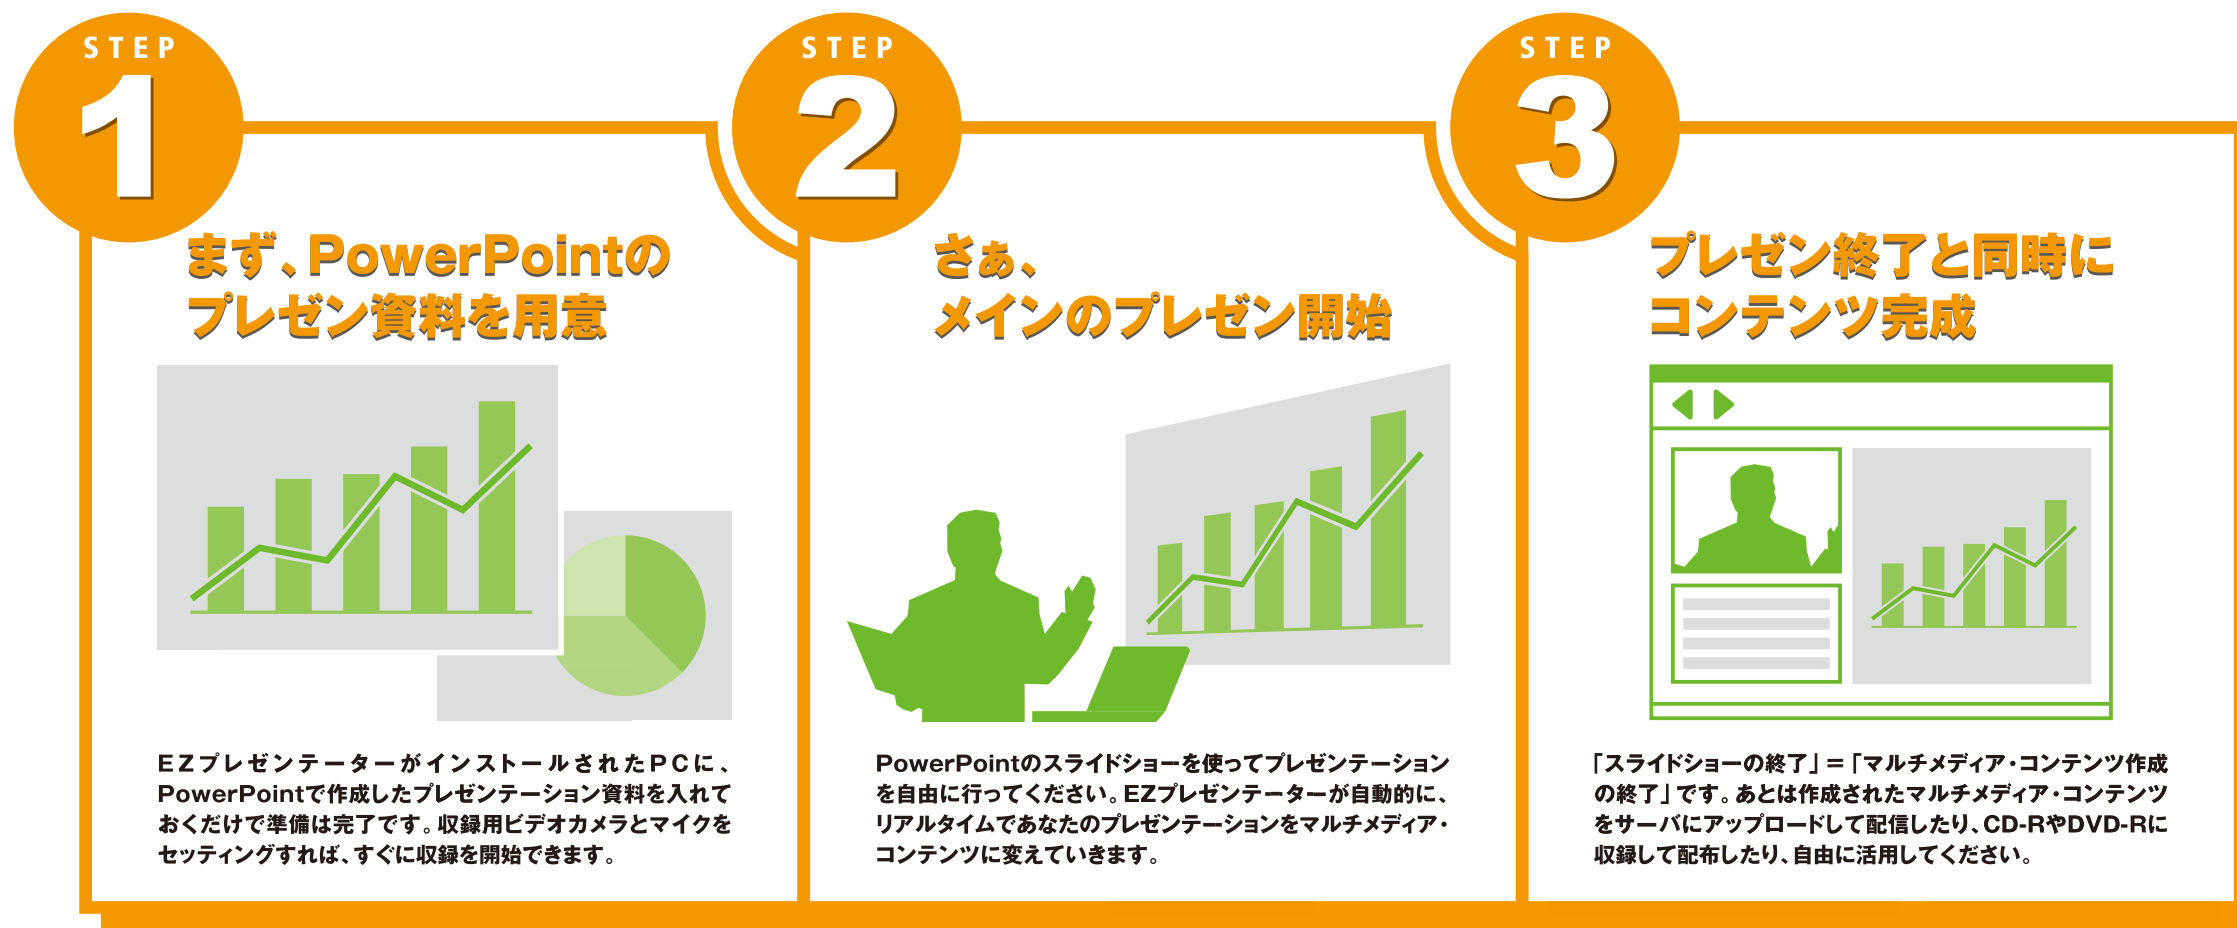 STEP
1
まず、PowerPointの
プレゼン資料を用意
EZプレゼンテーターがインストールされたPCに、
PowerPointで作成したプレゼンテーション資料を入れて
おくだけで準備は完了です。収録用ビデオカメラとマイクを
セッティングすれば、すぐに収録を開始できます。
STEP
2
さぁ、
メインのプレゼン開始
PowerPointのスライドショーを使ってプレゼンテーション
を自由に行ってください。EZプレゼンテーターが自動的に、
リアルタイムであなたのプレゼンテーションをマルチメディア・
コンテンツに変えていきます。
STEP
3
プレゼン終了と同時に
コンテンツ完成
「スライドショーの終了」＝「マルチメディア・コンテンツ作成
の終了」です。あとは作成されたマルチメディア・コンテンツ
をサーバにアップロードして配信したり、CD-RやDVD-Rに
収録して配布したり、自由に活用してください。